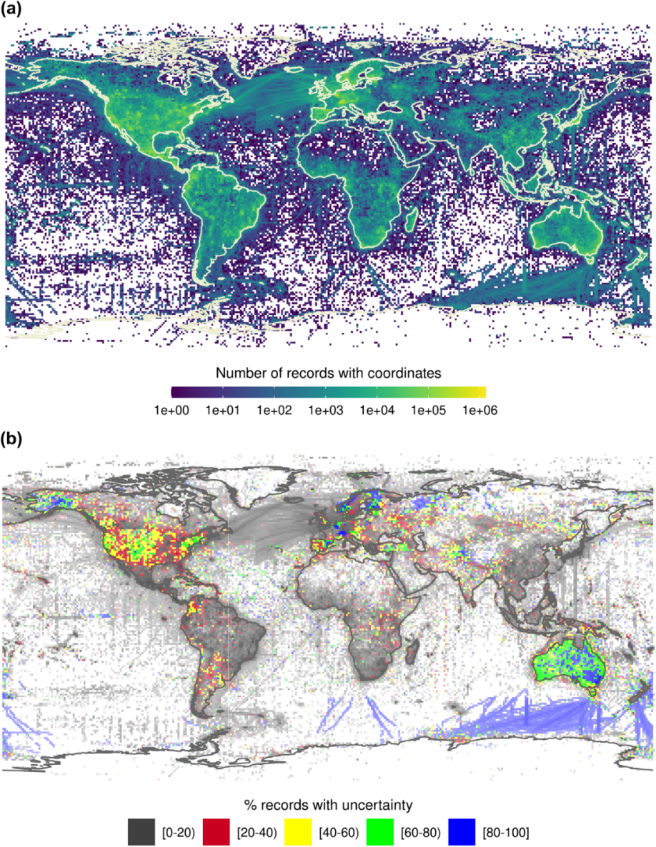 (a)
Number of records with coordinates
1e+00 1e+01 1e+02 1e+03 1e+04 1e+05 1e+06
(b)
% records with uncertainty
[0-20) [20-40) [40-60) [60-80) [80-100]